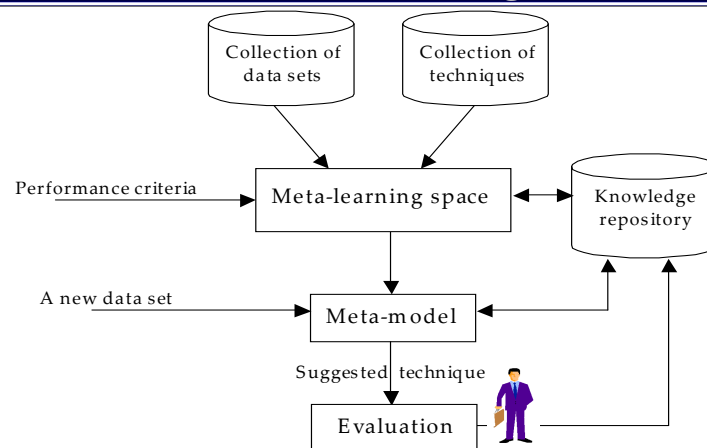 Collection of
data sets
Collection of
techniques
Performance criteria
Meta-learning space
Knowledge
repository
A new data set
Meta-model
Suggested technique
Evaluation